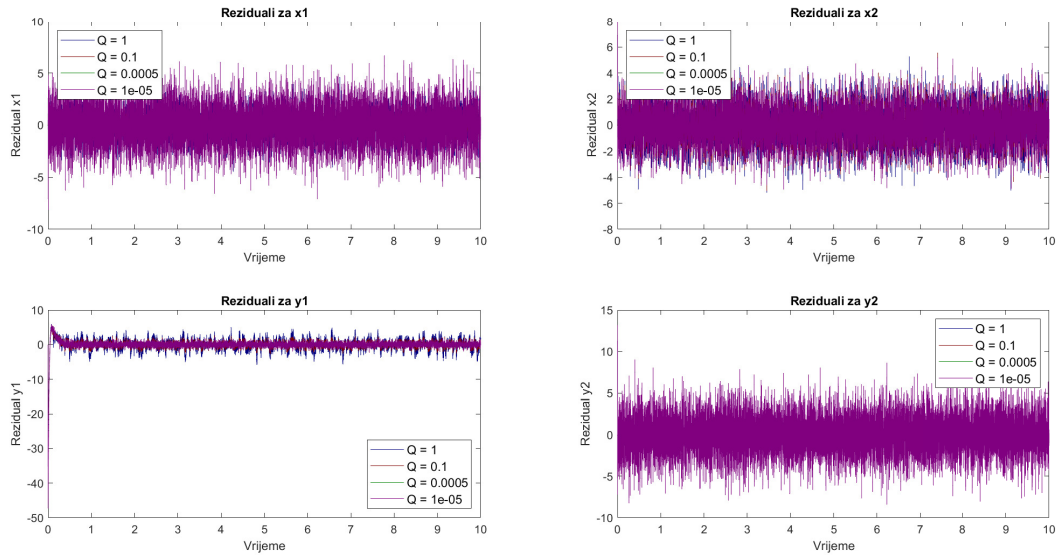 Reziduali za x1
10
5
0
-5
-10
Rezidual x1
0 1 2 3 4 5 6 7 8 9 10
Vrijeme
Q = 1
Q = 0.1
Q = 0.0005
Q = 1e-05
Reziduali za x2
8
6
4
2
0
-2
-4
-6
-8
Rezidual x2
0 1 2 3 4 5 6 7 8 9 10
Vrijeme
Q = 1
Q = 0.1
Q = 0.0005
Q = 1e-05
Reziduali za y1
10
0
-10
-20
-30
-40
-50
Rezidual y1
0 1 2 3 4 5 6 7 8 9 10
Vrijeme
Q = 1
Q = 0.1
Q = 0.0005
Q = 1e-05
Reziduali za y2
15
10
5
0
-5
-10
Rezidual y2
0 1 2 3 4 5 6 7 8 9 10
Vrijeme
Q = 1
Q = 0.1
Q = 0.0005
Q = 1e-05